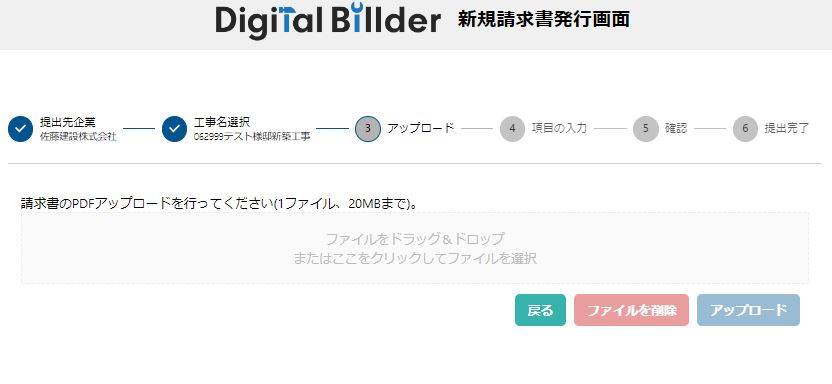 Digital Billder 新規請求書発行画面
提出先企業
佐藤建設株式会社
工事名選択
062999テスト様邸新築工事
3 アップロード
4 項目の入力
5 確認
6 提出完了
請求書のPDFアップロードを行ってください(1ファイル、20MBまで)。
ファイルをドラッグ＆ドロップ
またはここをクリックしてファイルを選択
戻る ファイルを削除 アップロード